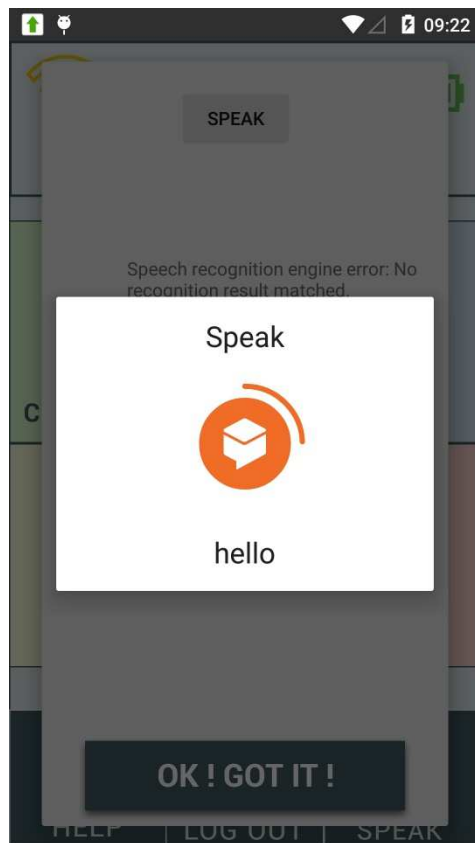 09:22
SPEAK
Speech recognition engine error: No
recognition result matched.
Speak
C
hello
OK ! GOT IT !
HELP | LOG OUT | SPEAK